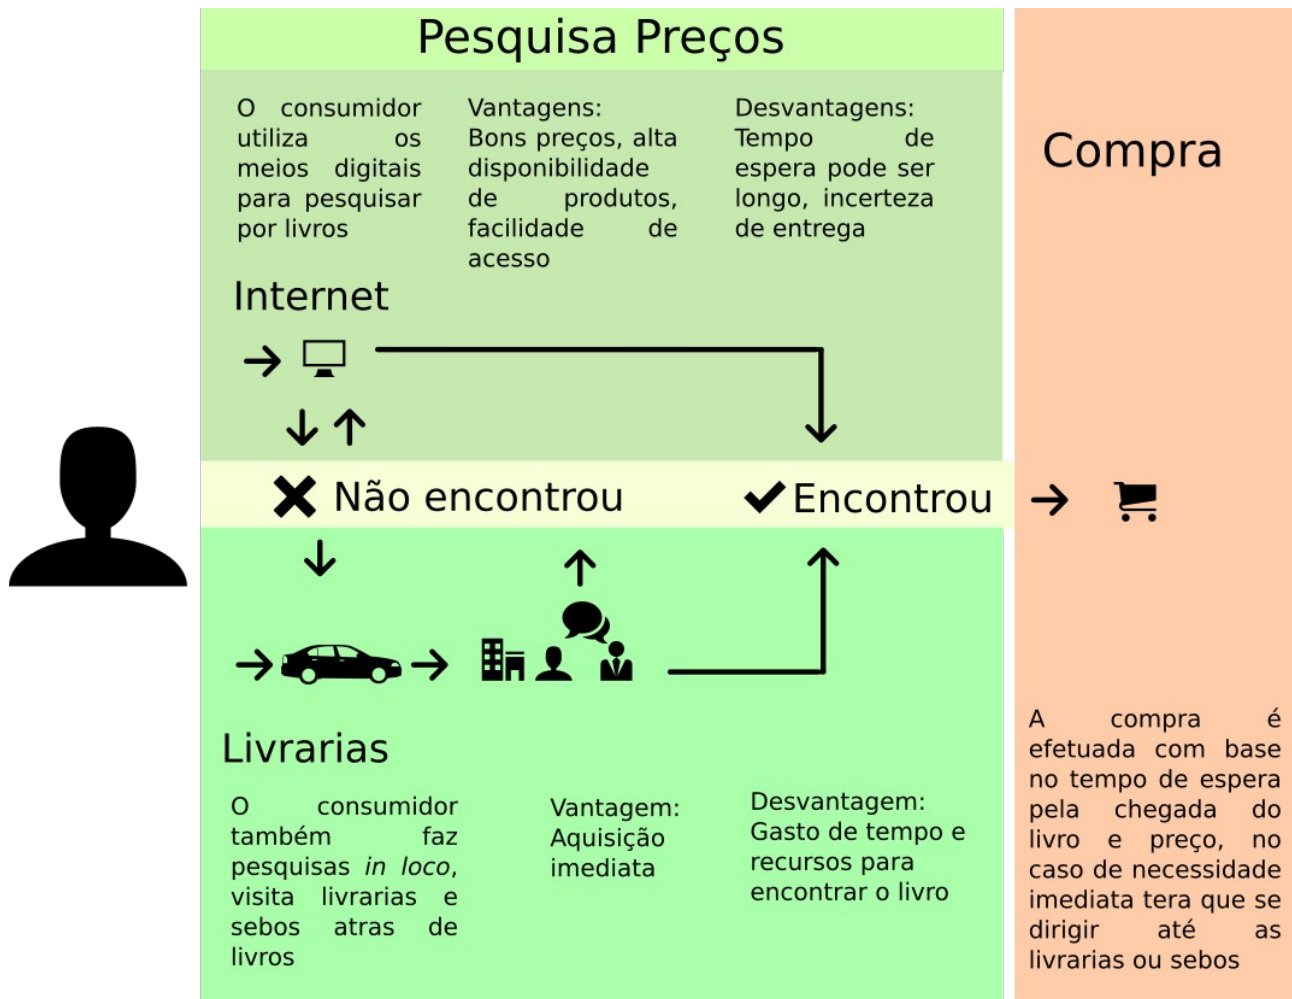 Pesquisa Preços
O consumidor
utiliza os
meios digitais
para pesquisar
por livros
Vantagens:
Bons preços, alta
disponibilidade
de produtos,
facilidade de
acesso
Desvantagens:
Tempo de
espera pode ser
longo, incerteza
de entrega
Internet
Não encontrou
Encontrou
Livrarias
O consumidor
também faz
pesquisas in loco,
visita livrarias e
sebos atras de
livros
Vantagem:
Aquisição
imediata
Desvantagem:
Gasto de tempo e
recursos para
encontrar o livro
Compra
A compra é
efetuada com base
no tempo de espera
pela chegada do
livro e preço, no
caso de necessidade
imediata tera que se
dirigir até as
livrarias ou sebos